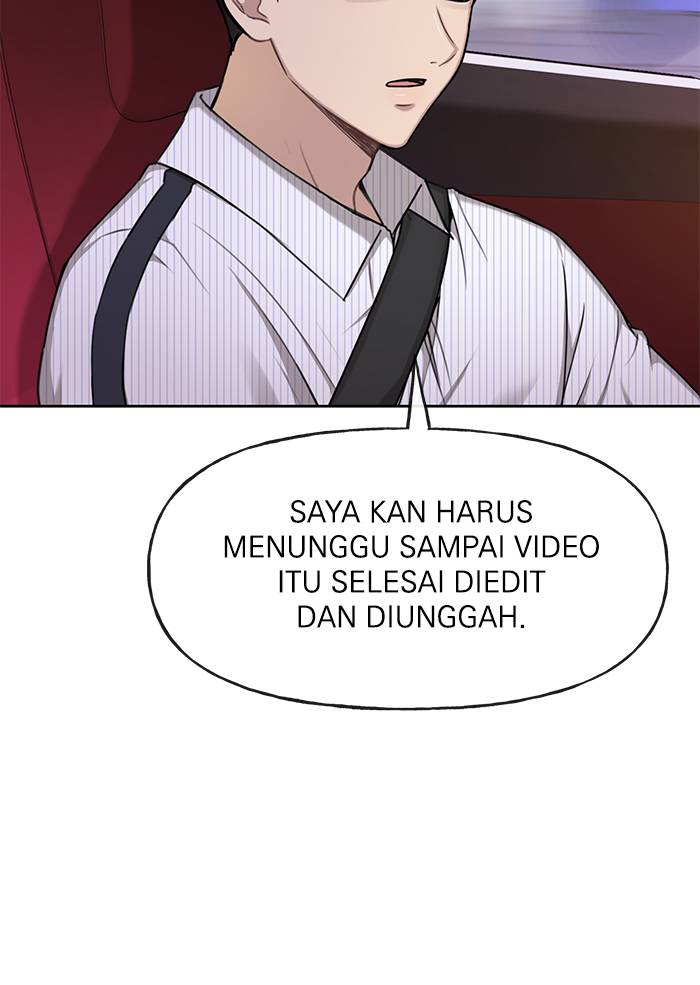 SAYA KAN HARUS
MENUNGGU SAMPAI VIDEO
ITU SELESAI DIEDIT
DAN DIUNGGAH.